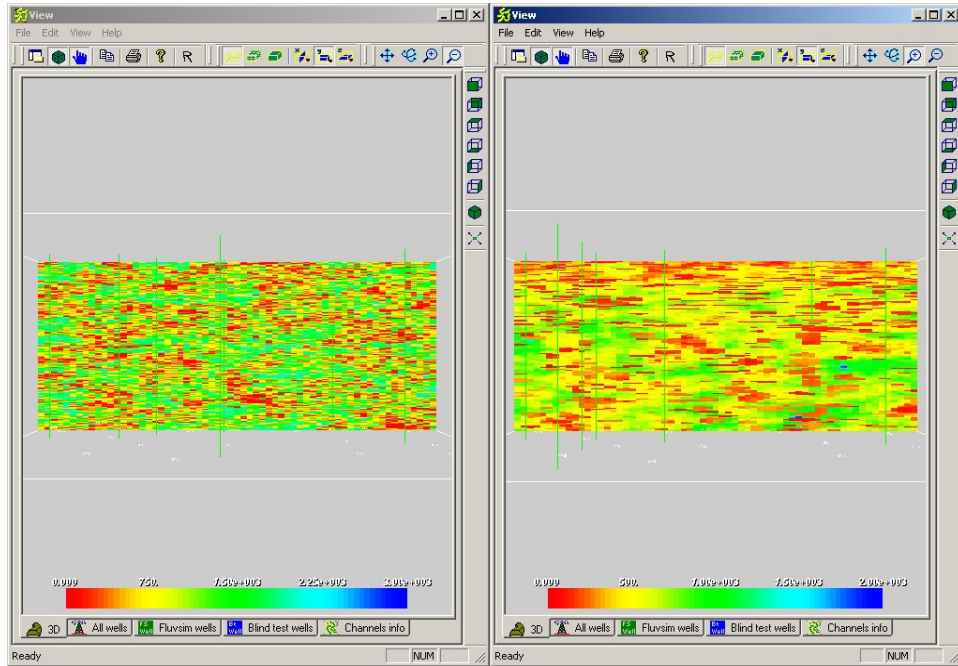 View
File Edit View Help
R
0.000 750. 1.50e+003 2.25e+003 3.00e+003
3D All wells Fluvsim wells Blind test wells Channels info
Ready NUM
View
File Edit View Help
R
0.000 500. 1.00e+003 1.50e+003 2.00e+003
3D All wells Fluvsim wells Blind test wells Channels info
Ready NUM